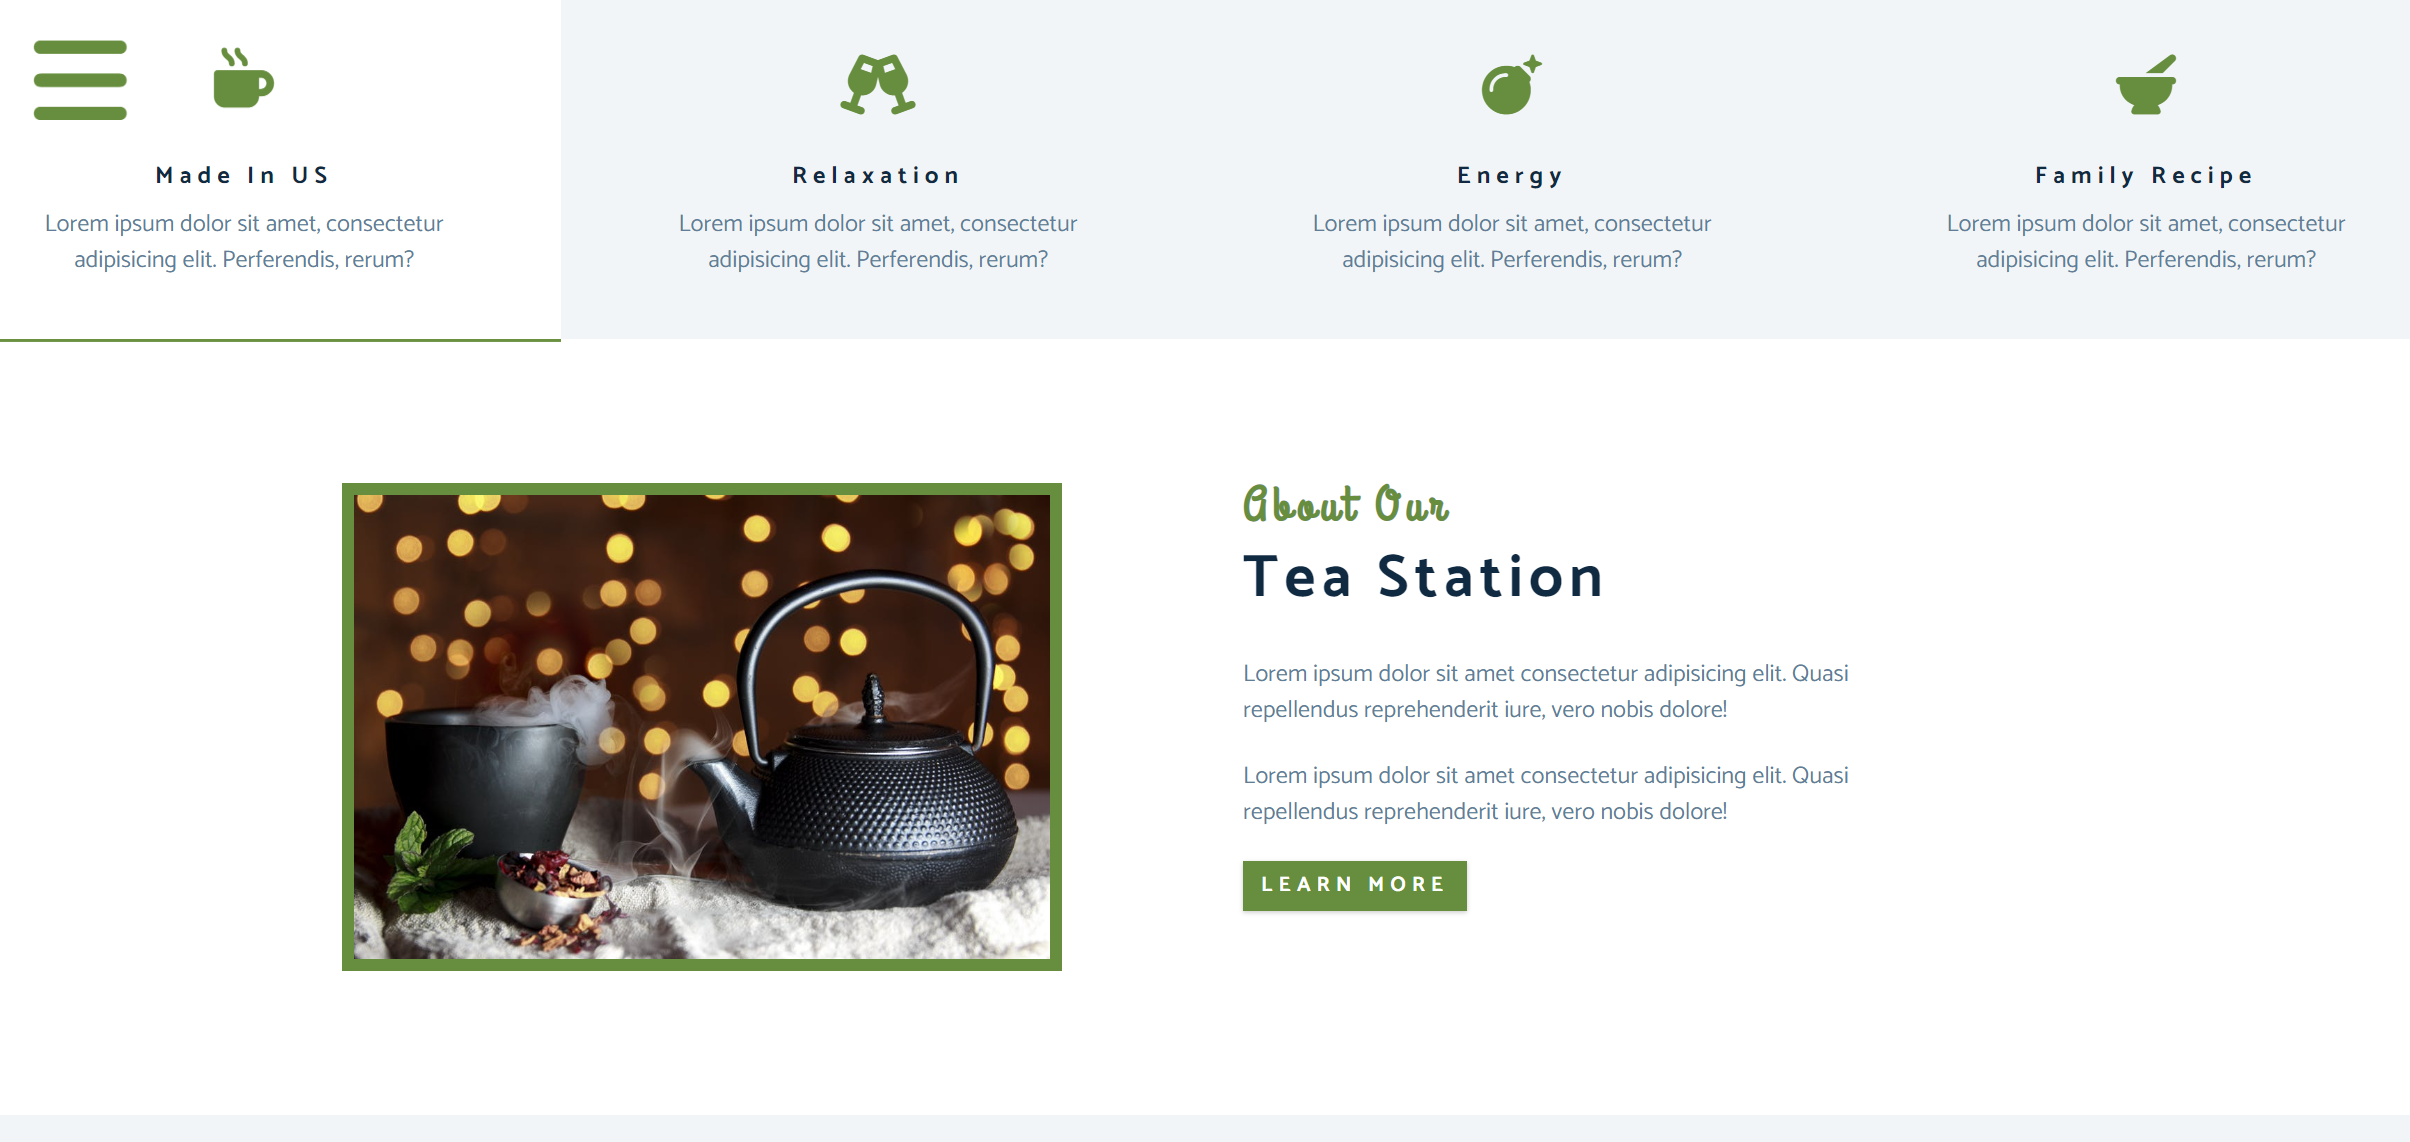 Made In US
Lorem ipsum dolor sit amet, consectetur
adipisicing elit. Perferendis, rerum?
Relaxation
Lorem ipsum dolor sit amet, consectetur
adipisicing elit. Perferendis, rerum?
Energy
Lorem ipsum dolor sit amet, consectetur
adipisicing elit. Perferendis, rerum?
Family Recipe
Lorem ipsum dolor sit amet, consectetur
adipisicing elit. Perferendis, rerum?
About Our
Tea Station
Lorem ipsum dolor sit amet consectetur adipisicing elit. Quasi
repellendus reprehenderit iure, vero nobis dolore!
Lorem ipsum dolor sit amet consectetur adipisicing elit. Quasi
repellendus reprehenderit iure, vero nobis dolore!
LEARN MORE